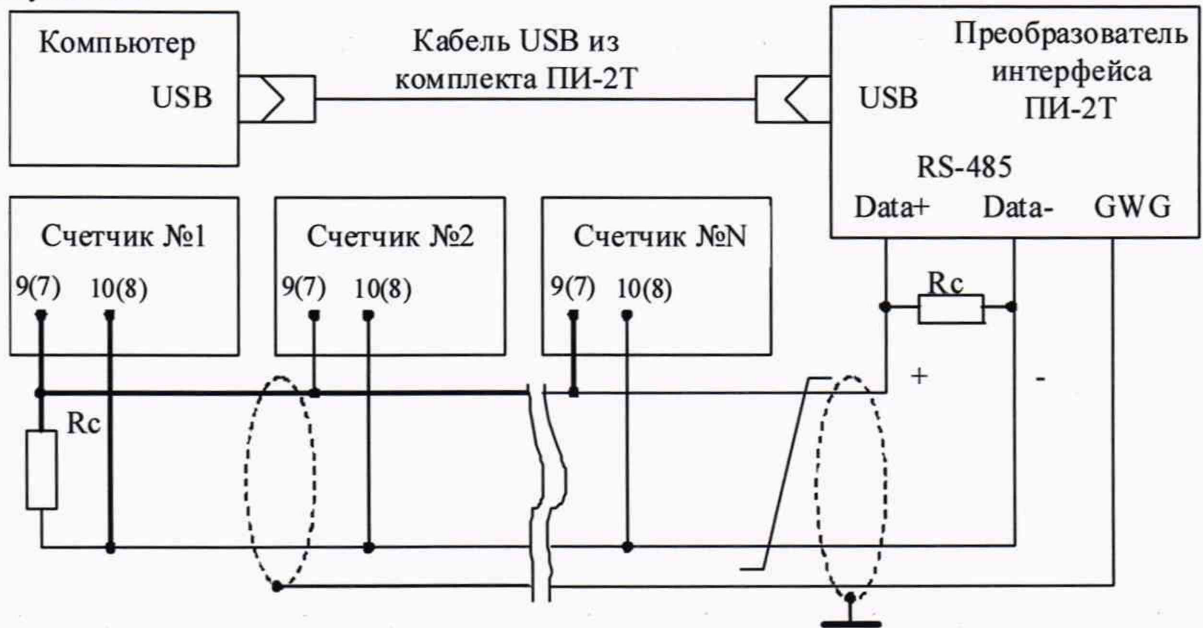 Компьютер
USB
Кабель USB из
комплекта ПИ-2Т
Преобразователь
интерфейса
ПИ-2Т
USB
RS-485
Data+ Data- GWG
Счетчик №1
9(7) 10(8)
Счетчик №2
9(7) 10(8)
Счетчик №N
9(7) 10(8)
Rc
+ -
Rc